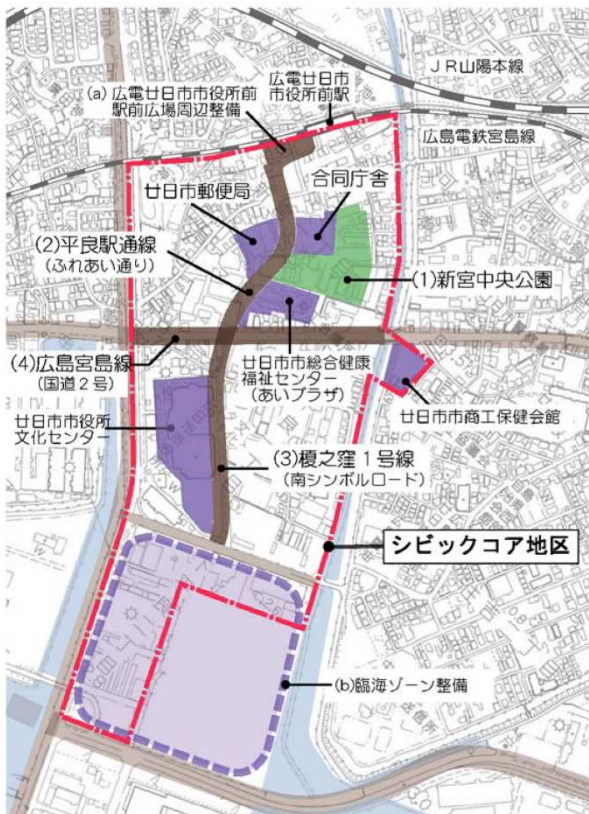 JR山陽本線
広電廿日市
市役所前駅
(a) 広電廿日市市役所前
駅前広場周辺整備
広島電鉄宮島線
廿日市郵便局
合同庁舎
(2)平良駅通線
(ふれあい通り)
(1)新宮中央公園
(4)広島宮島線
(国道2号)
廿日市市総合健康
福祉センター
(あいプラザ)
廿日市市商工保健会館
廿日市市役所
文化センター
(3)榎之窪1号線
(南シンボルロード)
シビックコア地区
(b)臨海ゾーン整備